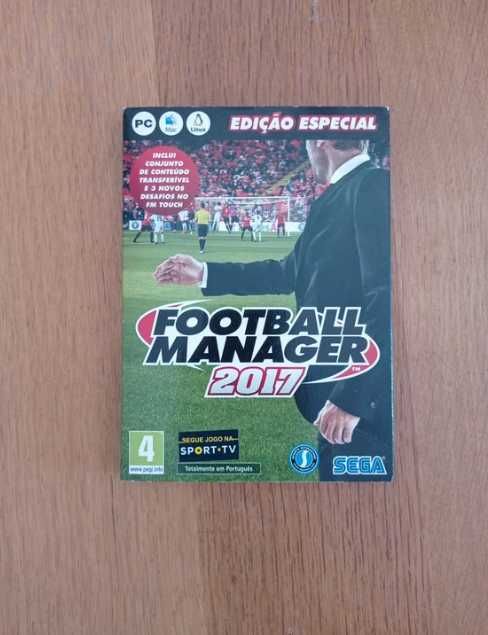 PC
Mac
Linux
EDIÇÃO ESPECIAL
INCLUI
CONJUNTO
DE CONTEÚDO
TRANSFERÍVEL
E 3 NOVOS
DESAFIOS NO
FM TOUCH
FOOTBALL
MANAGER
TM
2017
4
www.pegi.info
SEGUE JOGO NA
SPORT•TV
Totalmente em Português
SEGA